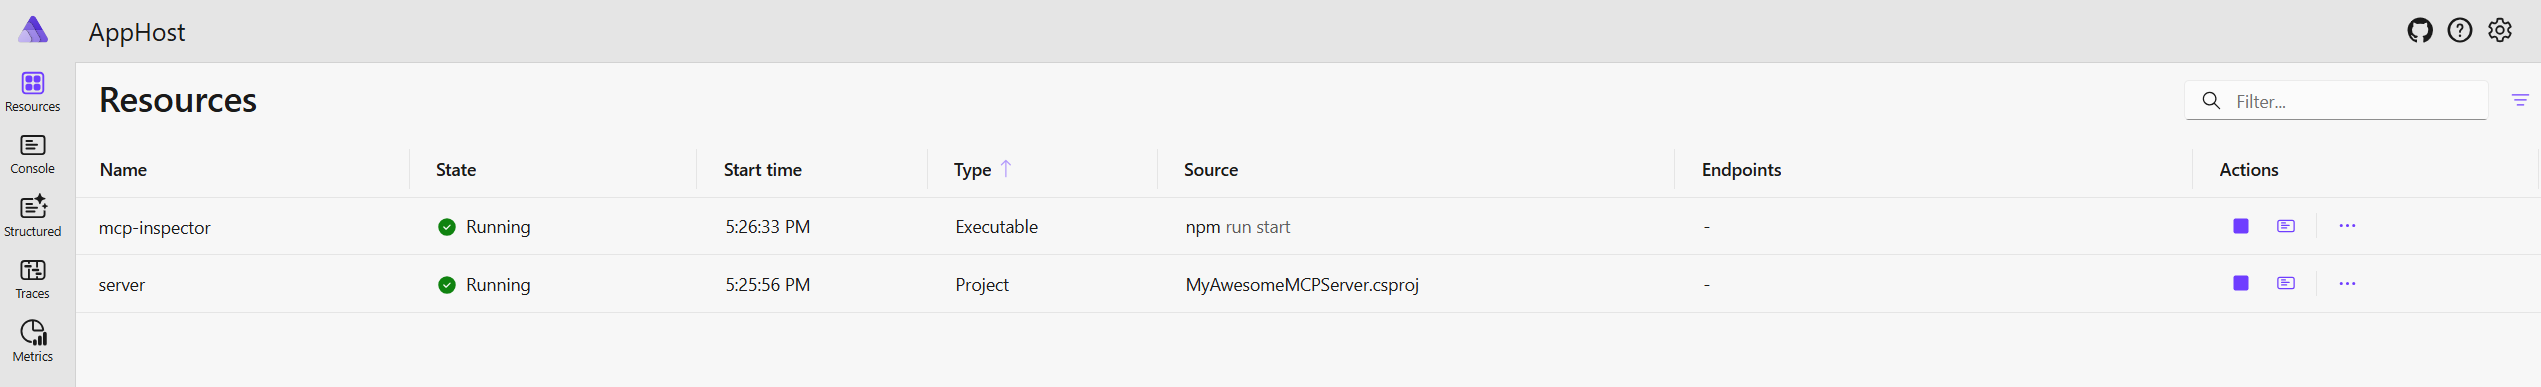 AppHost
Resources
Console
Structured
Traces
Metrics
Resources
Filter...
Name State Start time Type Source Endpoints Actions
mcp-inspector Running 5:26:33 PM Executable npm run start -
server Running 5:25:56 PM Project MyAwesomeMCPServer.csproj -